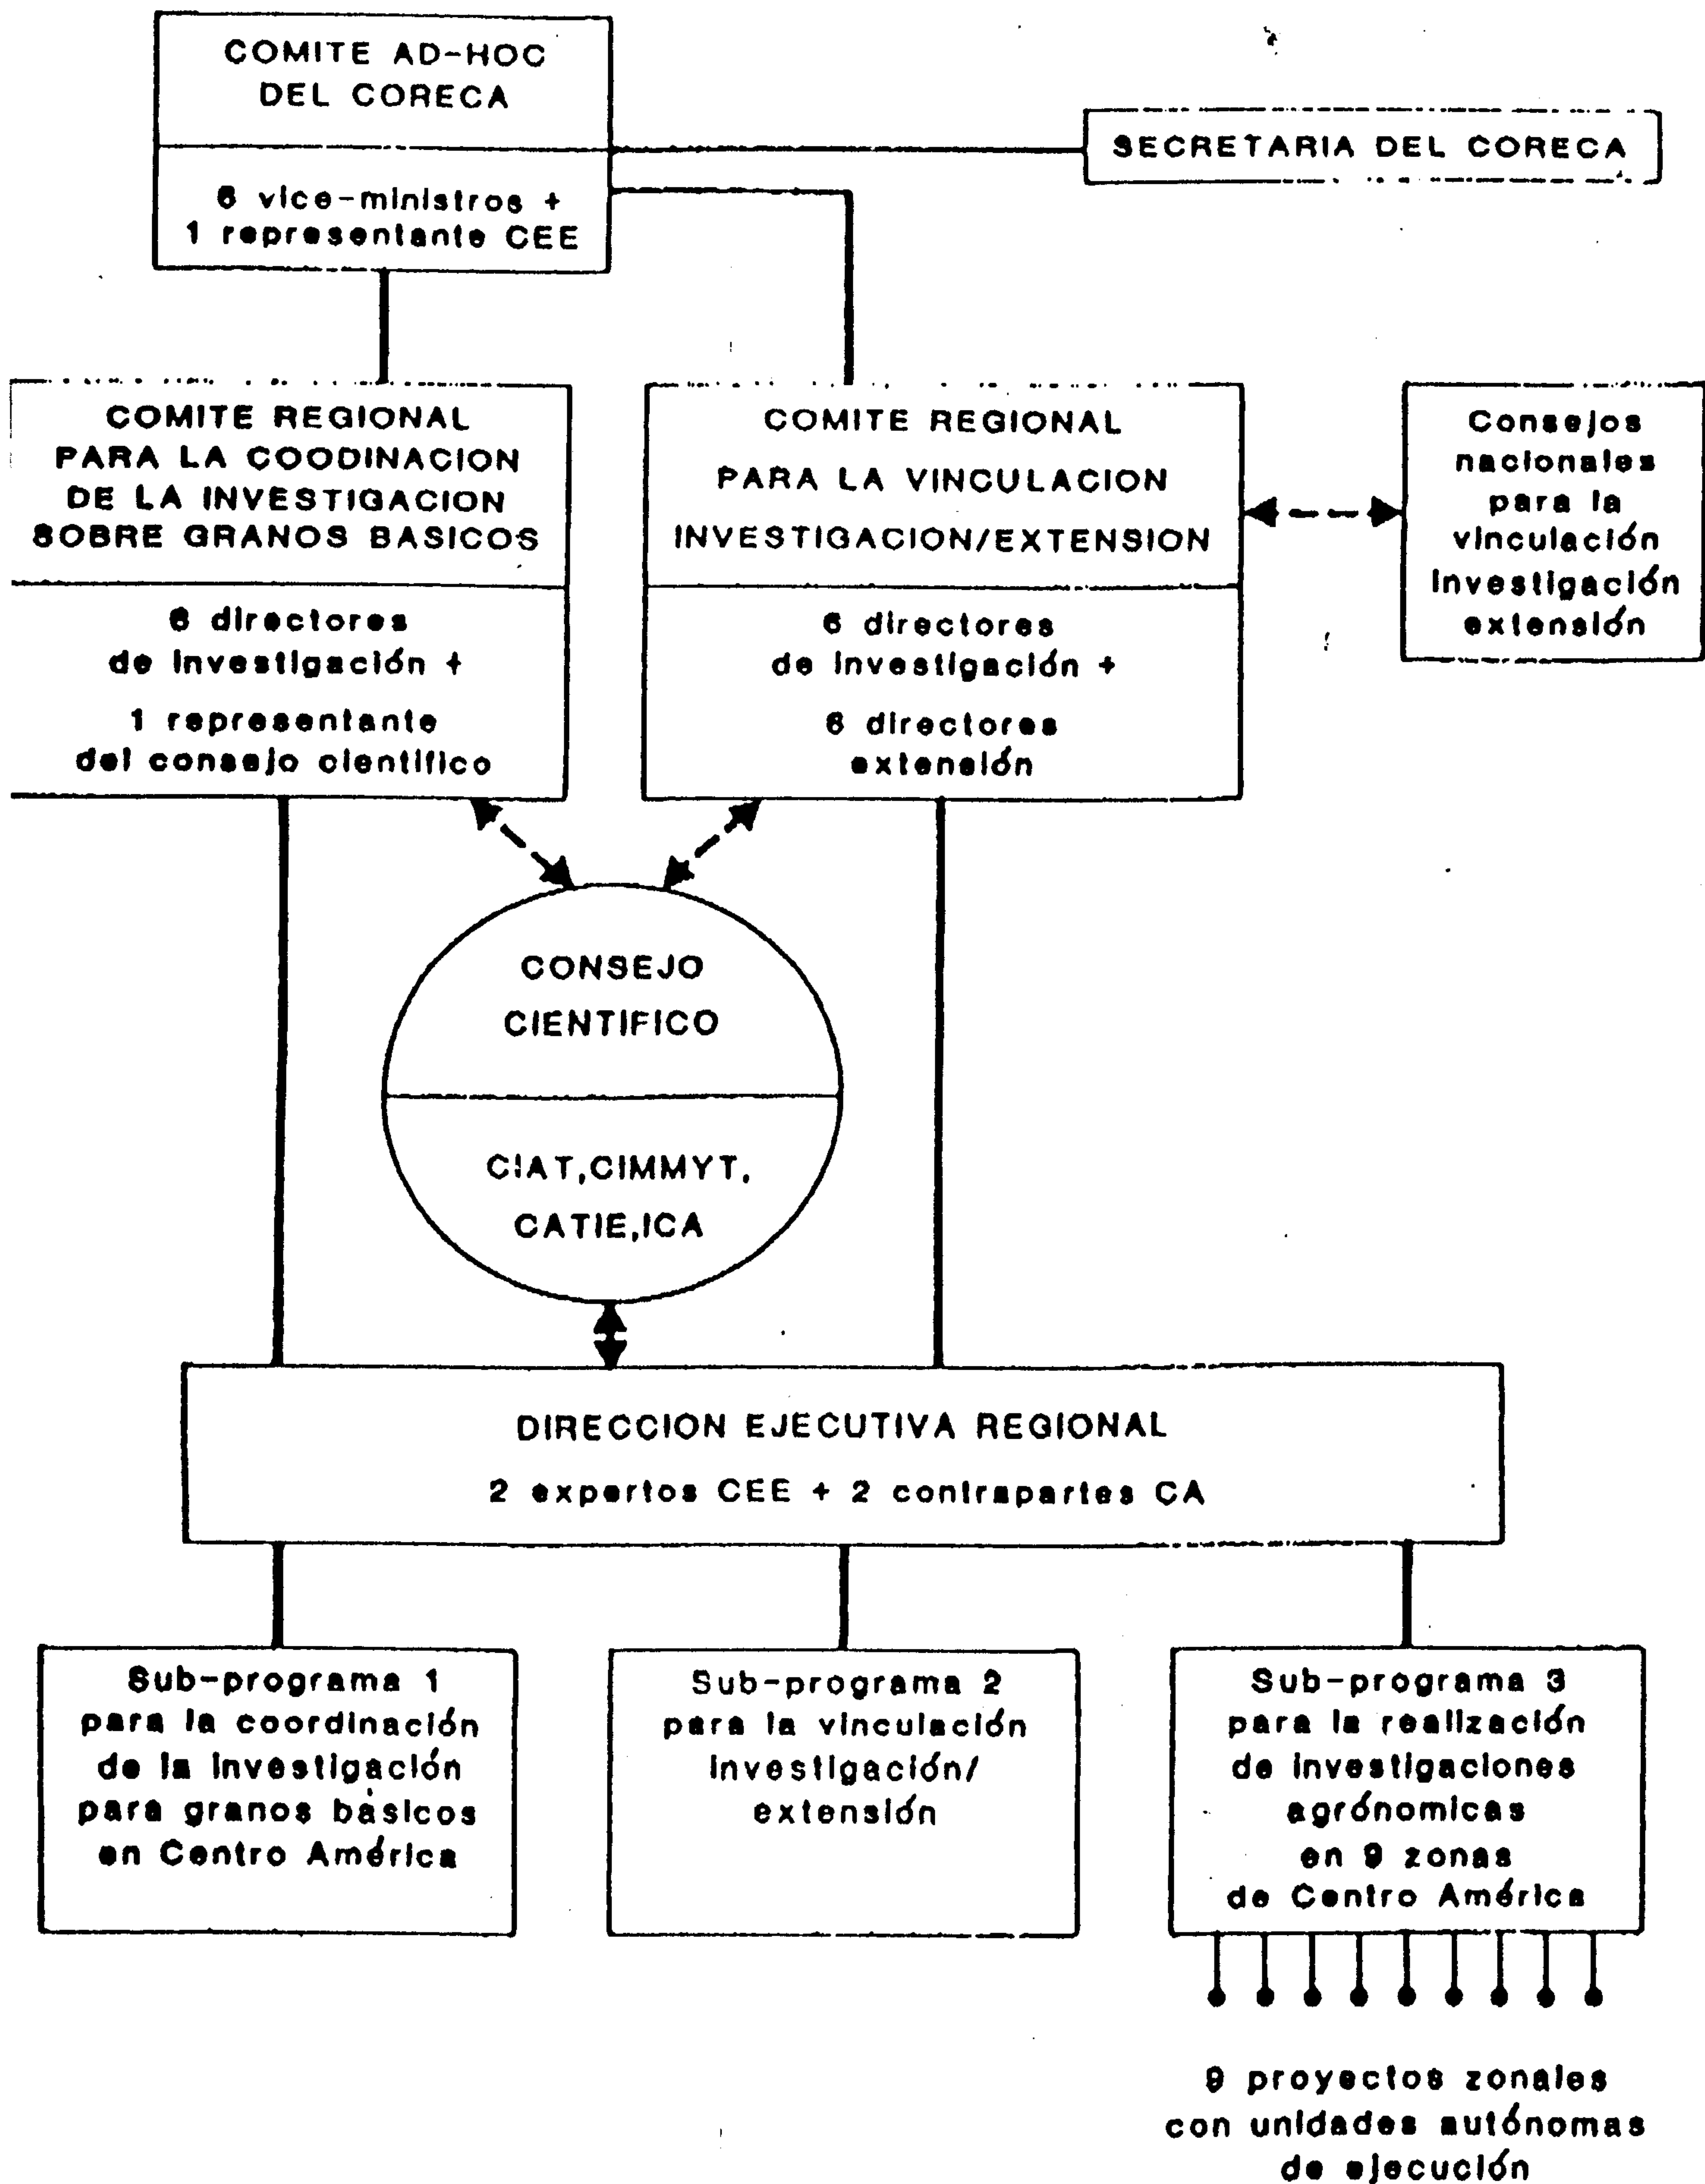 COMITE AD-HOC
DEL CORECA
6 vice-ministros +
1 representante CEE
SECRETARIA DEL CORECA
COMITE REGIONAL
PARA LA COODINACION
DE LA INVESTIGACION
SOBRE GRANOS BASICOS
6 directores
de investigación +
1 representante
del consejo cientifico
COMITE REGIONAL
PARA LA VINCULACION
INVESTIGACION/EXTENSION
6 directores
de investigación +
6 directores
extensión
Consejos
nacionales
para la
vinculación
investigación
extensión
CONSEJO
CIENTIFICO
CIAT,CIMMYT,
CATIE,ICA
DIRECCION EJECUTIVA REGIONAL
2 expertos CEE + 2 contrapartes CA
Sub-programa 1
para la coordinación
de la investigación
para granos básicos
en Centro América
Sub-programa 2
para la vinculación
investigación/
extensión
Sub-programa 3
para la realización
de investigaciones
agrónomicas
en 9 zonas
de Centro América
9 proyectos zonales
con unidades autónomas
de ejecución